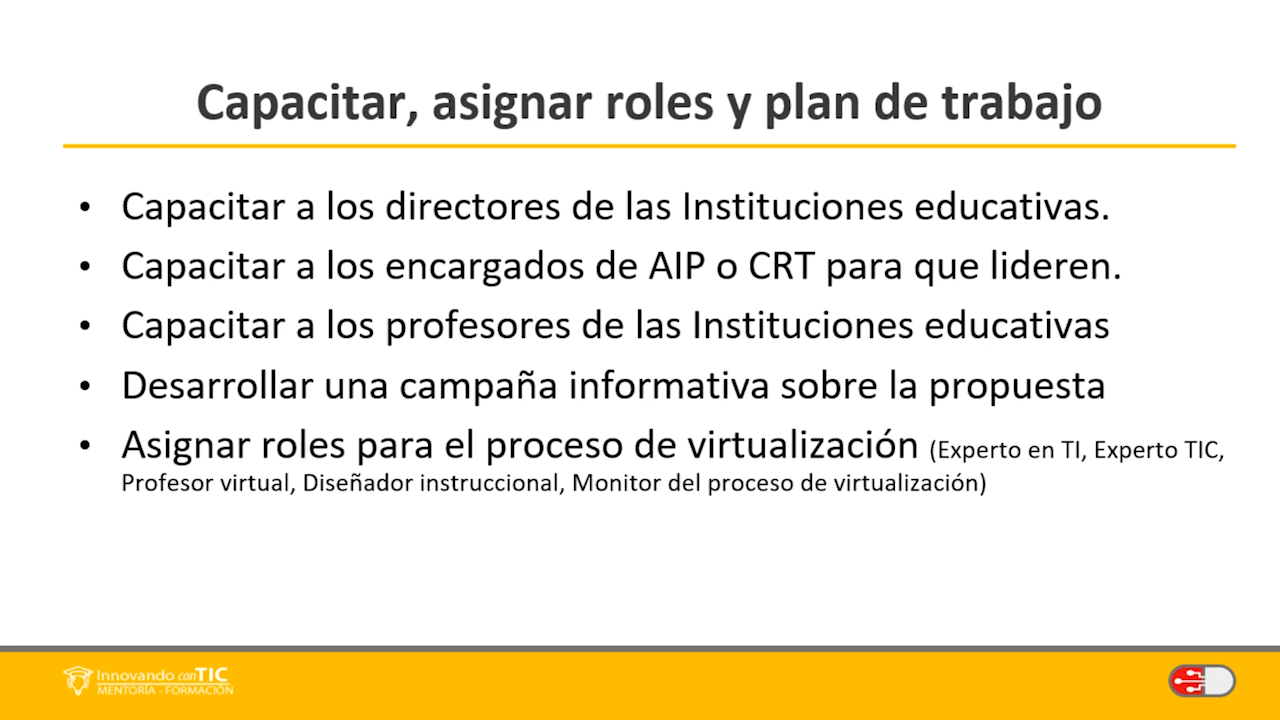 Capacitar, asignar roles y plan de trabajo
• Capacitar a los directores de las Instituciones educativas.
• Capacitar a los encargados de AIP o CRT para que lideren.
• Capacitar a los profesores de las Instituciones educativas
• Desarrollar una campaña informativa sobre la propuesta
• Asignar roles para el proceso de virtualización (Experto en TI, Experto TIC,
Profesor virtual, Diseñador instruccional, Monitor del proceso de virtualización)
Innovando con TIC
MENTORÍA - FORMACIÓN